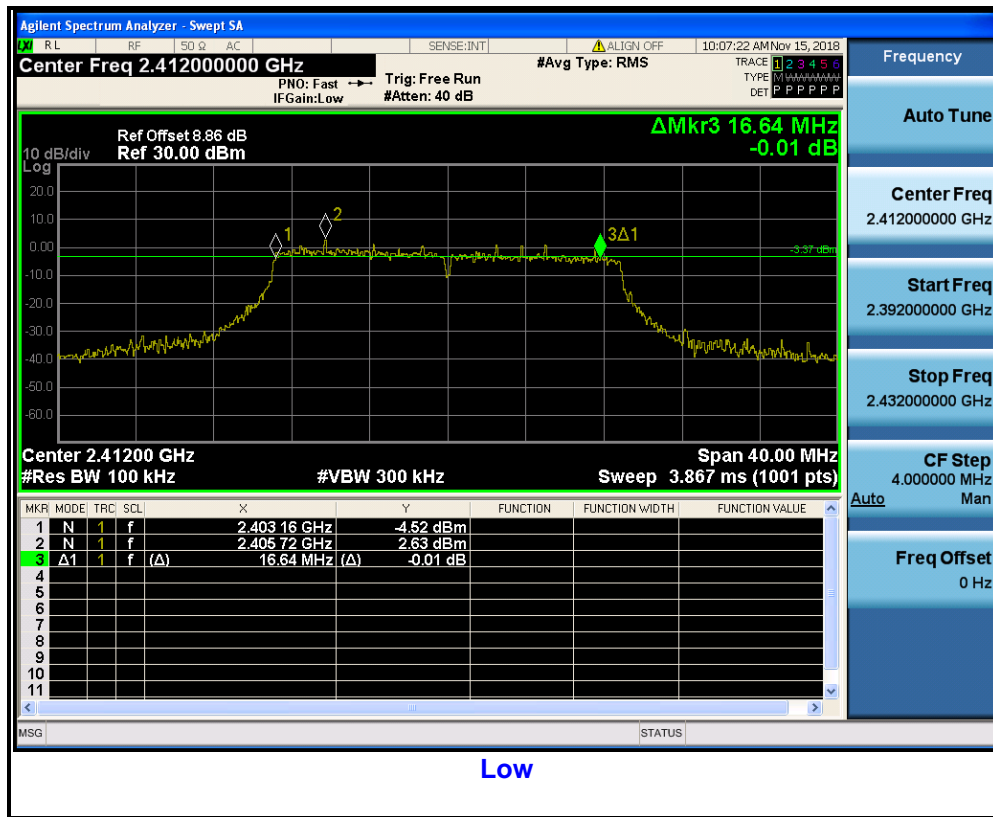 Agilent Spectrum Analyzer - Swept SA
LXI RL RF 50 Ω AC SENSE:INT ALIGN OFF 10:07:22 AM Nov 15, 2018
Center Freq 2.412000000 GHz
PNO: Fast
IFGain:Low
Trig: Free Run
#Atten: 40 dB
#Avg Type: RMS
TRACE 1 2 3 4 5 6
TYPE M W W W W W
DET P P P P P P
Frequency
Auto Tune
Center Freq
2.412000000 GHz
Start Freq
2.392000000 GHz
Stop Freq
2.432000000 GHz
CF Step
4.000000 MHz
Auto Man
Freq Offset
0 Hz
ΔMkr3 16.64 MHz
-0.01 dB
Ref Offset 8.86 dB
10 dB/div Ref 30.00 dBm
Log
20.0
10.0
0.00
-10.0
-20.0
-30.0
-40.0
-50.0
-60.0
1
2
3Δ1
-3.37 dBm
Center 2.41200 GHz Span 40.00 MHz
#Res BW 100 kHz #VBW 300 kHz Sweep 3.867 ms (1001 pts)
MKR MODE TRC SCL X Y FUNCTION FUNCTION WIDTH FUNCTION VALUE
1 N 1 f 2.403 16 GHz -4.52 dBm
2 N 1 f 2.405 72 GHz 2.63 dBm
3 Δ1 1 f (Δ) 16.64 MHz (Δ) -0.01 dB
4
5
6
7
8
9
10
11
MSG STATUS
Low